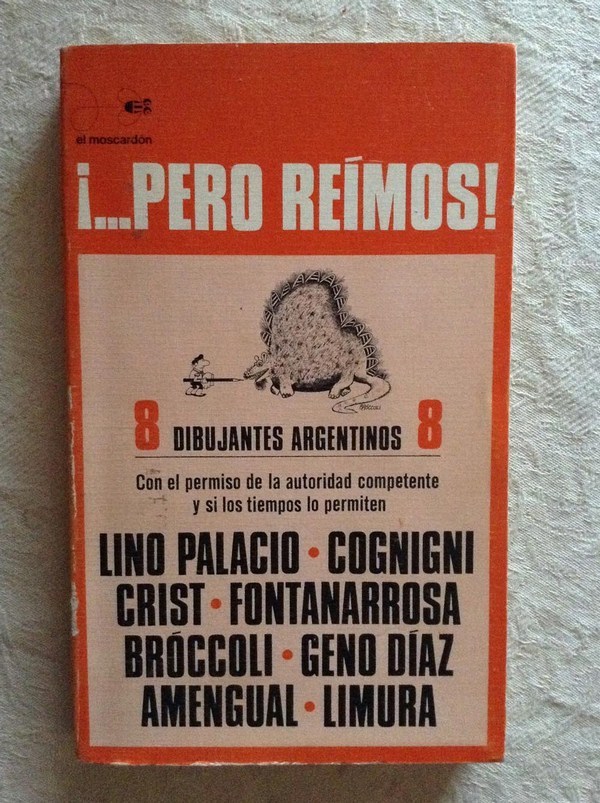 el moscardón
¡...PERO REÍMOS!
BRÓCCOLI
8 DIBUJANTES ARGENTINOS 8
Con el permiso de la autoridad competente
y si los tiempos lo permiten
LINO PALACIO • COGNIGNI
CRIST • FONTANARROSA
BRÓCCOLI • GENO DÍAZ
AMENGUAL • LIMURA